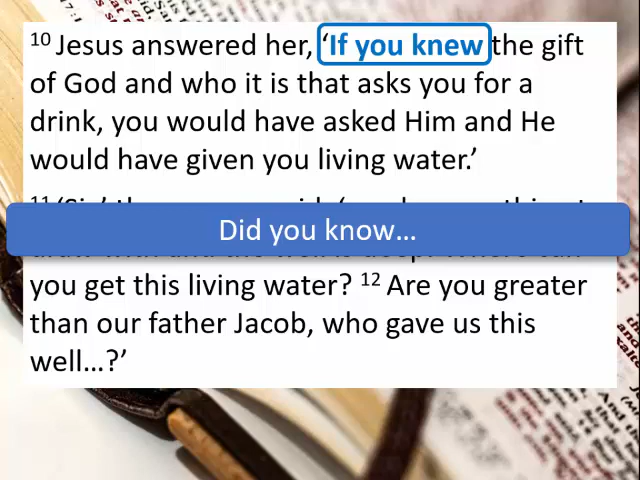 10 Jesus answered her, ‘If you knew the gift
of God and who it is that asks you for a
drink, you would have asked Him and He
would have given you living water.’
11
Did you know…
you get this living water? 12 Are you greater
than our father Jacob, who gave us this
well…?’